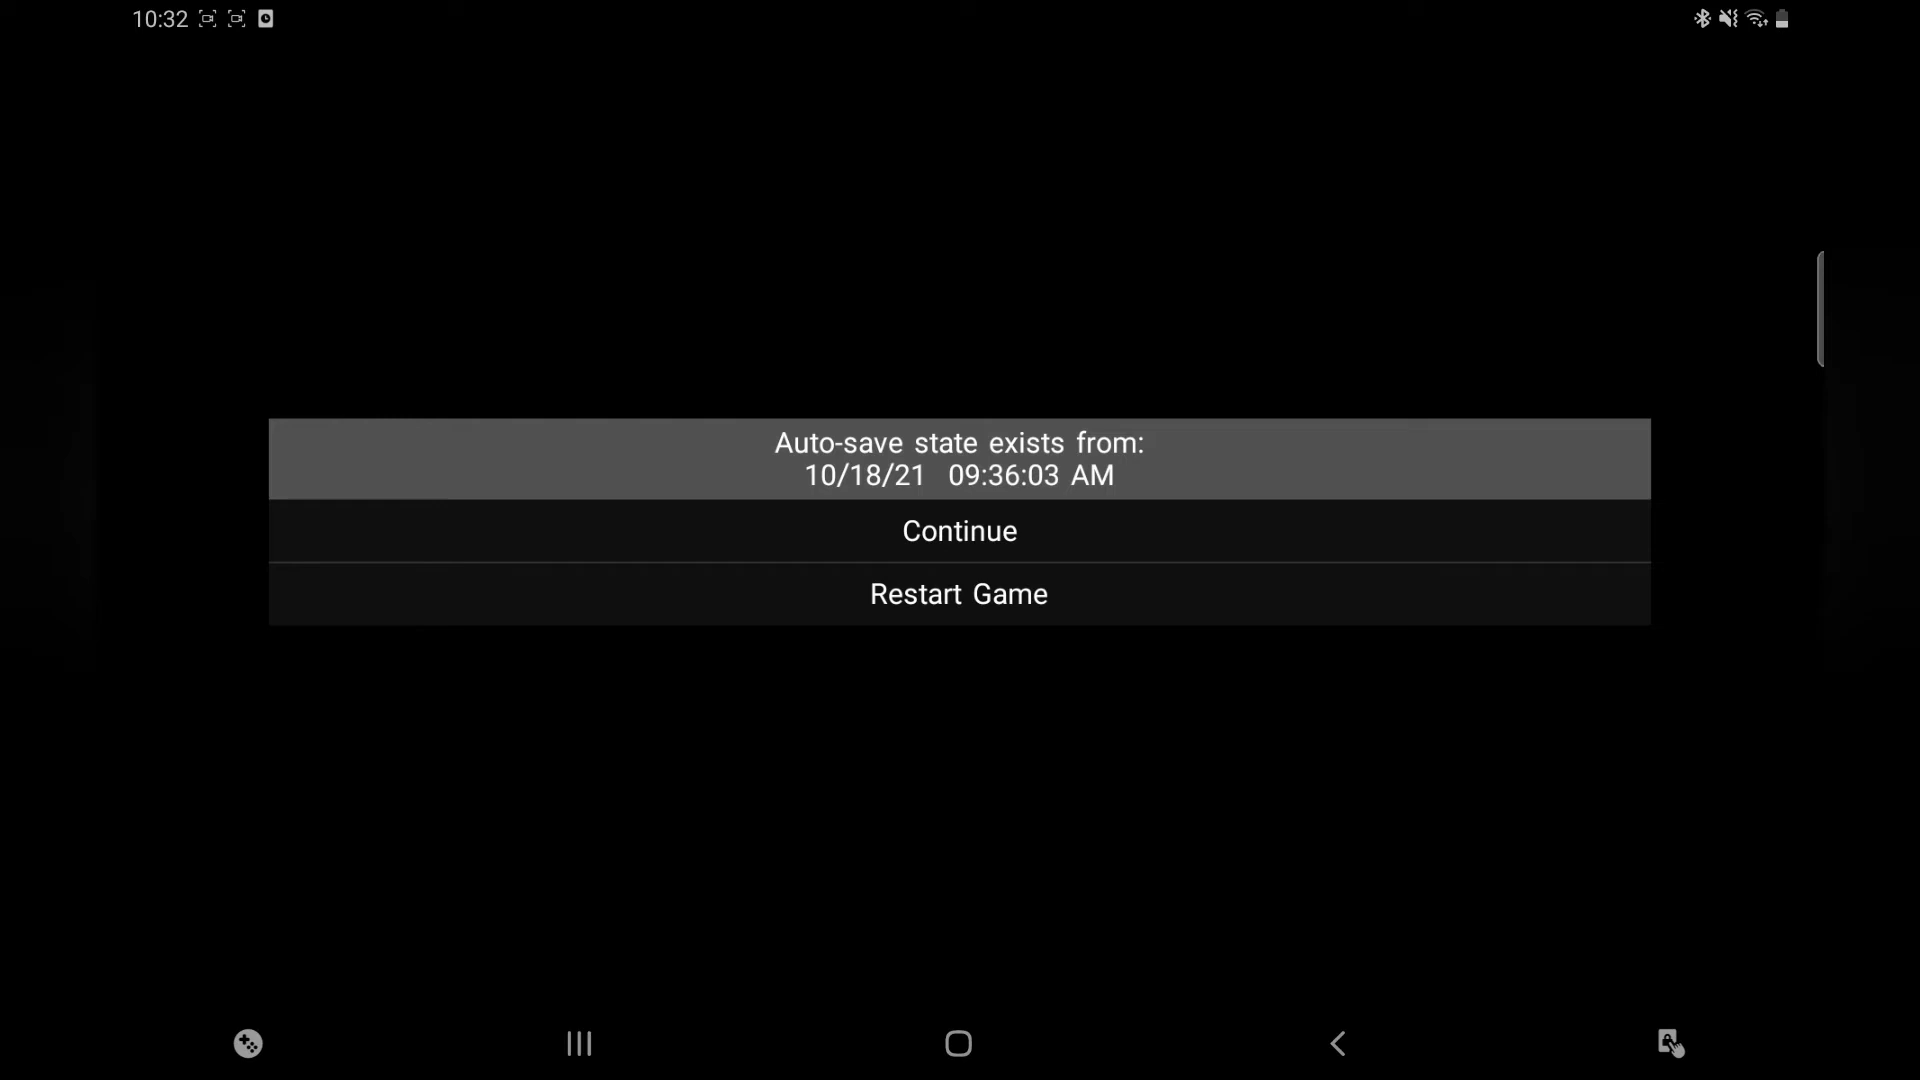 10:32
Auto-save state exists from:
10/18/21 09:36:03 AM
Continue
Restart Game